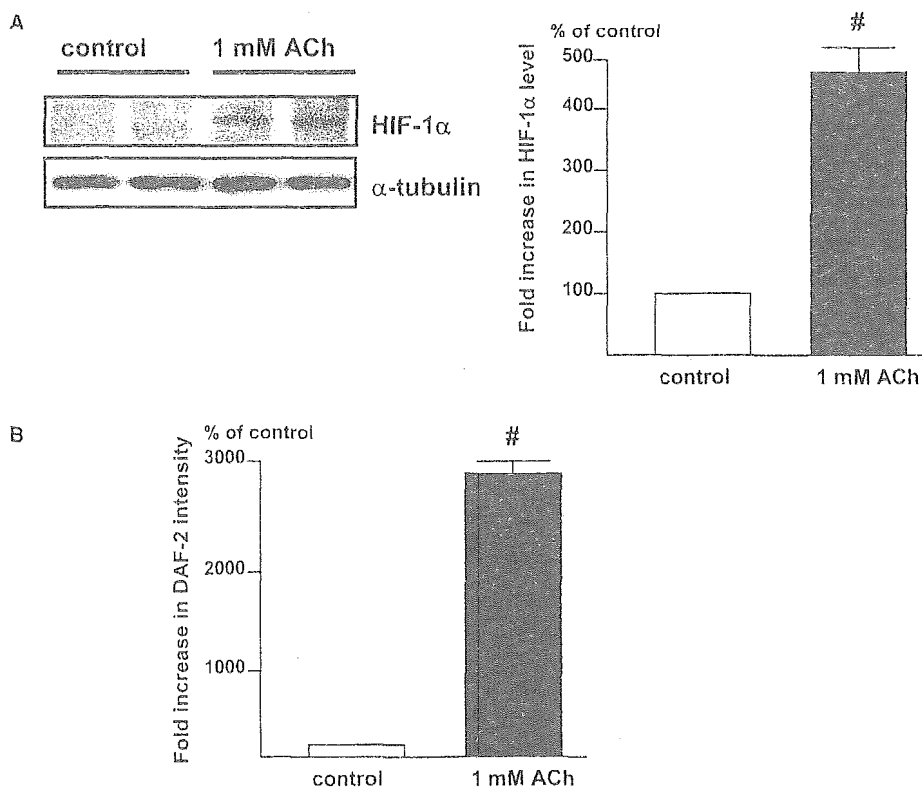 A
control 1 mM ACh
HIF-1α
α-tubulin
% of control
#
Fold increase in HIF-1α level
500
400
300
200
100
control 1 mM ACh
B
% of control
#
Fold increase in DAF-2 intensity
3000
2000
1000
control 1 mM ACh